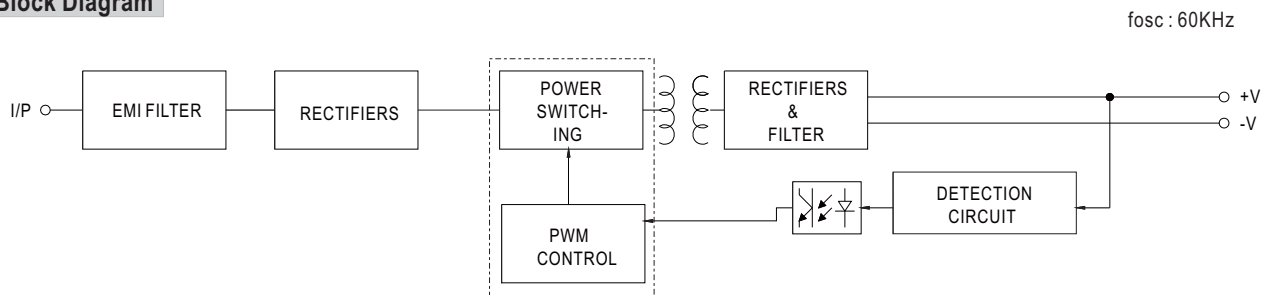 Block Diagram
fosc : 60KHz
I/P
EMI FILTER
RECTIFIERS
POWER
SWITCH-
ING
RECTIFIERS
&
FILTER
+V
-V
DETECTION
CIRCUIT
PWM
CONTROL